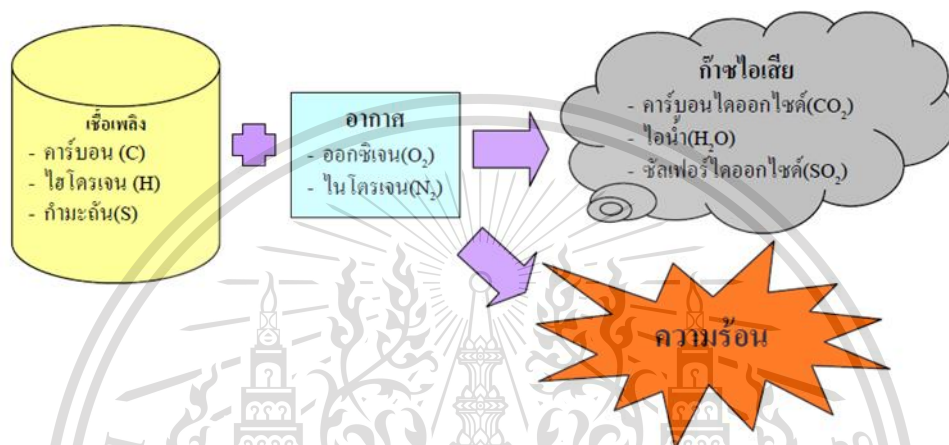 เชื้อเพลิง
- คาร์บอน (C)
- ไฮโดรเจน (H)
- กำมะถัน(S)
อากาศ
- ออกซิเจน(O₂)
- ไนโตรเจน(N₂)
ก๊าซไอเสีย
- คาร์บอนไดออกไซด์(CO₂)
- ไอน้ำ(H₂O)
- ซัลเฟอร์ไดออกไซด์(SO₂)
ความร้อน